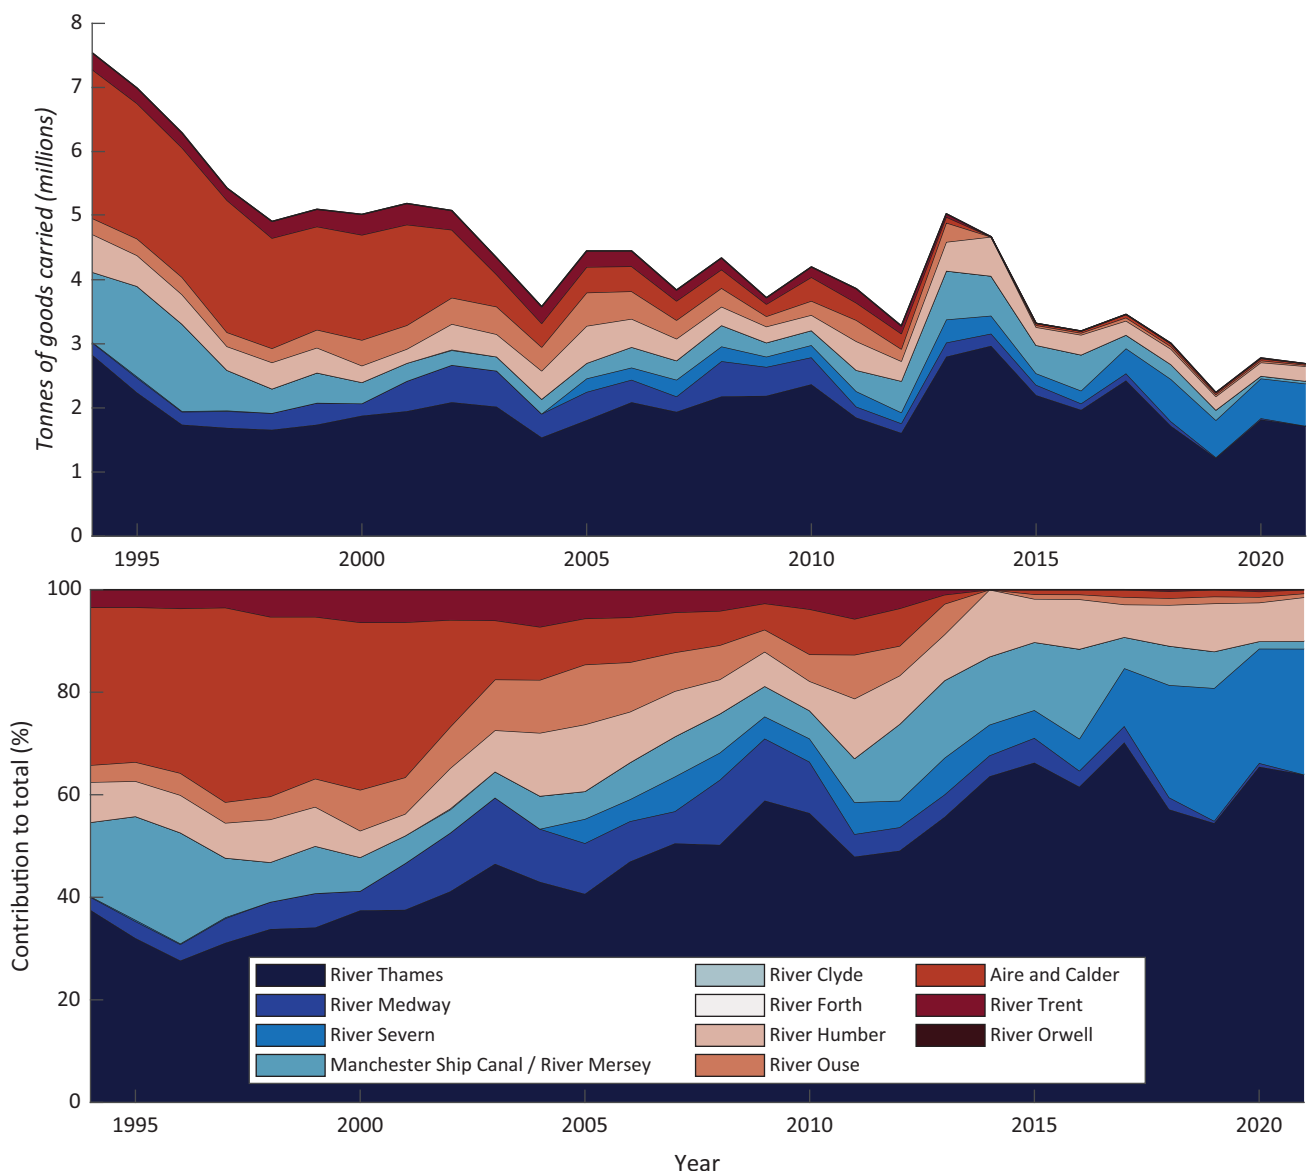 8
7
6
5
4
3
2
1
0
Tonnes of goods carried (millions)
1995 2000 2005 2010 2015 2020
100
80
60
40
20
0
Contribution to total (%)
River Thames River Clyde Aire and Calder
River Medway River Forth River Trent
River Severn River Humber River Orwell
Manchester Ship Canal / River Mersey River Ouse
1995 2000 2005 2010 2015 2020
Year